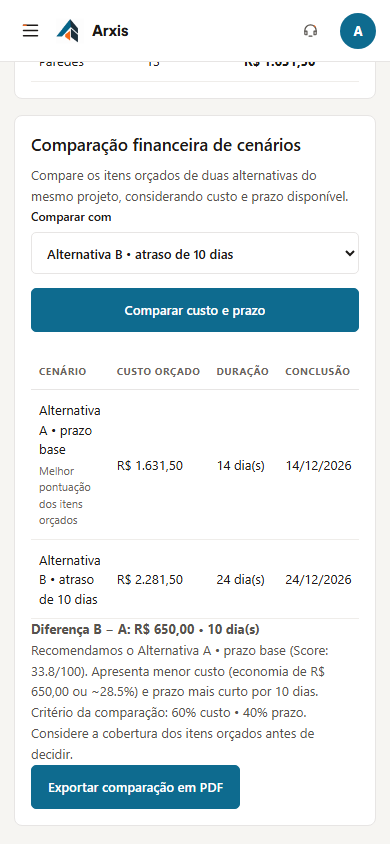 Arxis
A
Paredes 13 R$ 1.631,50
Comparação financeira de cenários
Compare os itens orçados de duas alternativas do
mesmo projeto, considerando custo e prazo disponível.
Comparar com
Alternativa B • atraso de 10 dias
Comparar custo e prazo
CENÁRIO CUSTO ORÇADO DURAÇÃO CONCLUSÃO
Alternativa
A • prazo
base
Melhor
pontuação
dos itens
orçados
R$ 1.631,50 14 dia(s) 14/12/2026
Alternativa
B • atraso
de 10 dias
R$ 2.281,50 24 dia(s) 24/12/2026
Diferença B − A: R$ 650,00 • 10 dia(s)
Recomendamos o Alternativa A • prazo base (Score:
33.8/100). Apresenta menor custo (economia de R$
650,00 ou ~28.5%) e prazo mais curto por 10 dias.
Critério da comparação: 60% custo • 40% prazo.
Considere a cobertura dos itens orçados antes de
decidir.
Exportar comparação em PDF